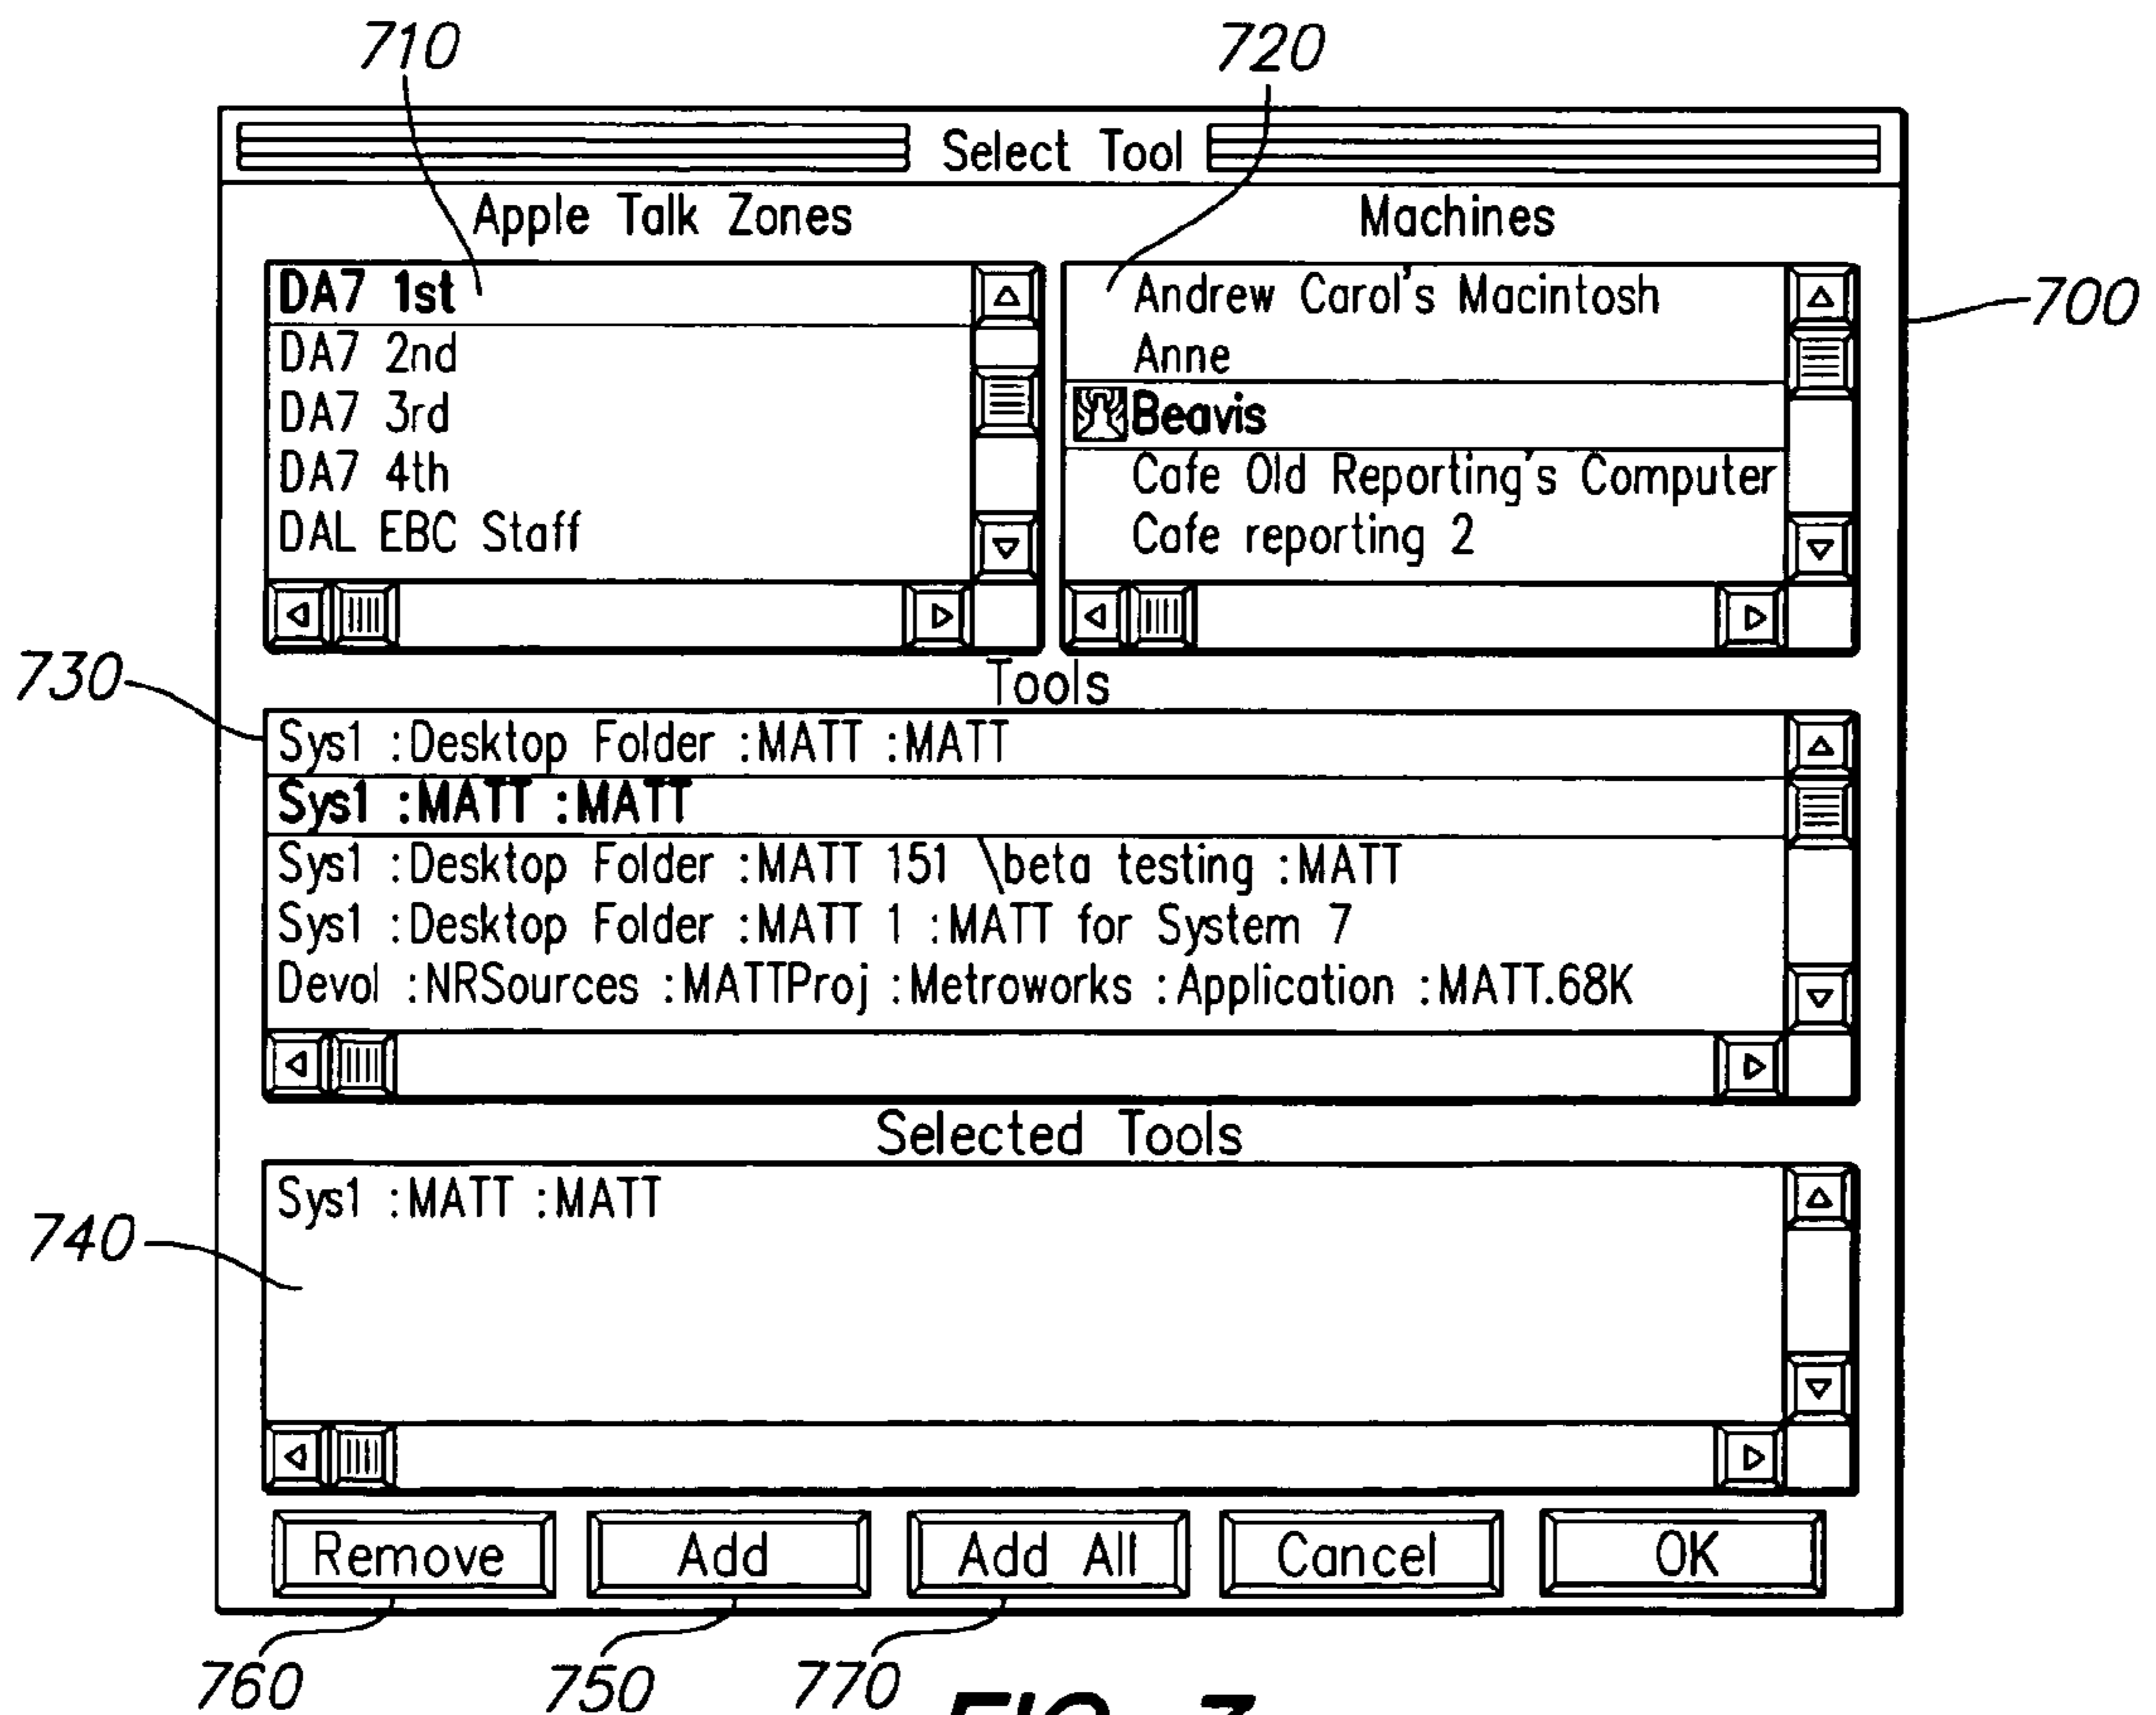 710 720
Select Tool
Apple Talk Zones Machines
DA7 1st Andrew Carol's Macintosh
700
DA7 2nd Anne
DA7 3rd Beavis
DA7 4th Cafe Old Reporting's Computer
DAL EBC Staff Cafe reporting 2
730
Tools
Sys1 :Desktop Folder :MATT :MATT
Sys1 :MATT :MATT
Sys1 :Desktop Folder :MATT 151 \beta testing :MATT
Sys1 :Desktop Folder :MATT 1 :MATT for System 7
Devol :NRSources :MATTProj :Metroworks :Application :MATT.68K
Selected Tools
Sys1 :MATT :MATT
740
Remove Add Add All Cancel OK
760 750 770